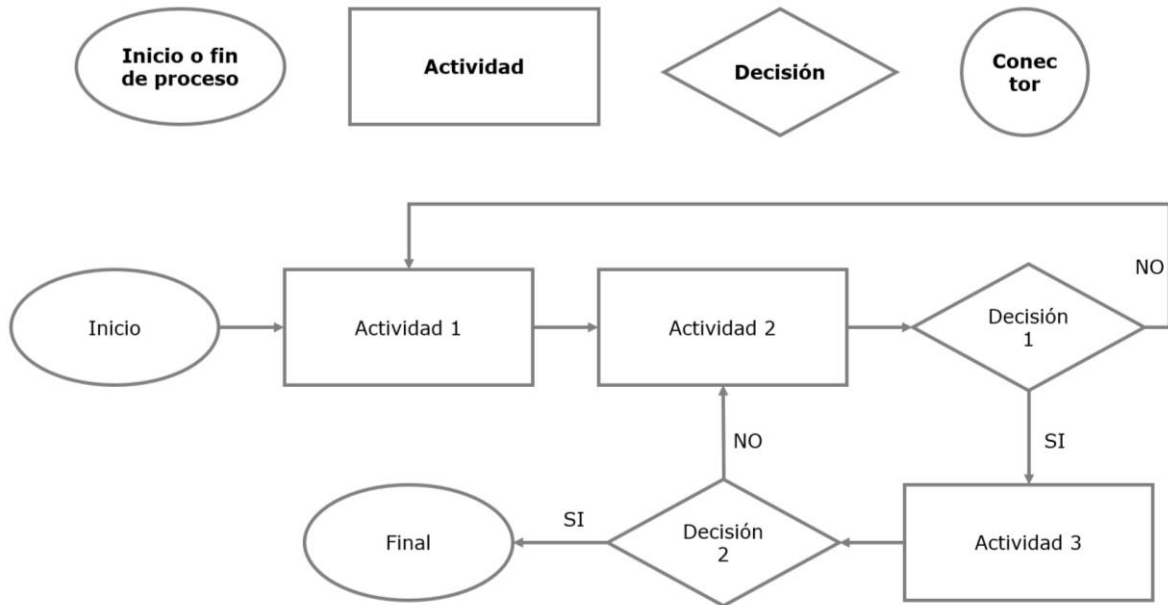 Inicio o fin
de proceso
Actividad
Decisión
Conec
tor
NO
Inicio
Actividad 1
Actividad 2
Decisión
1
NO
SI
Final
SI
Decisión
2
Actividad 3